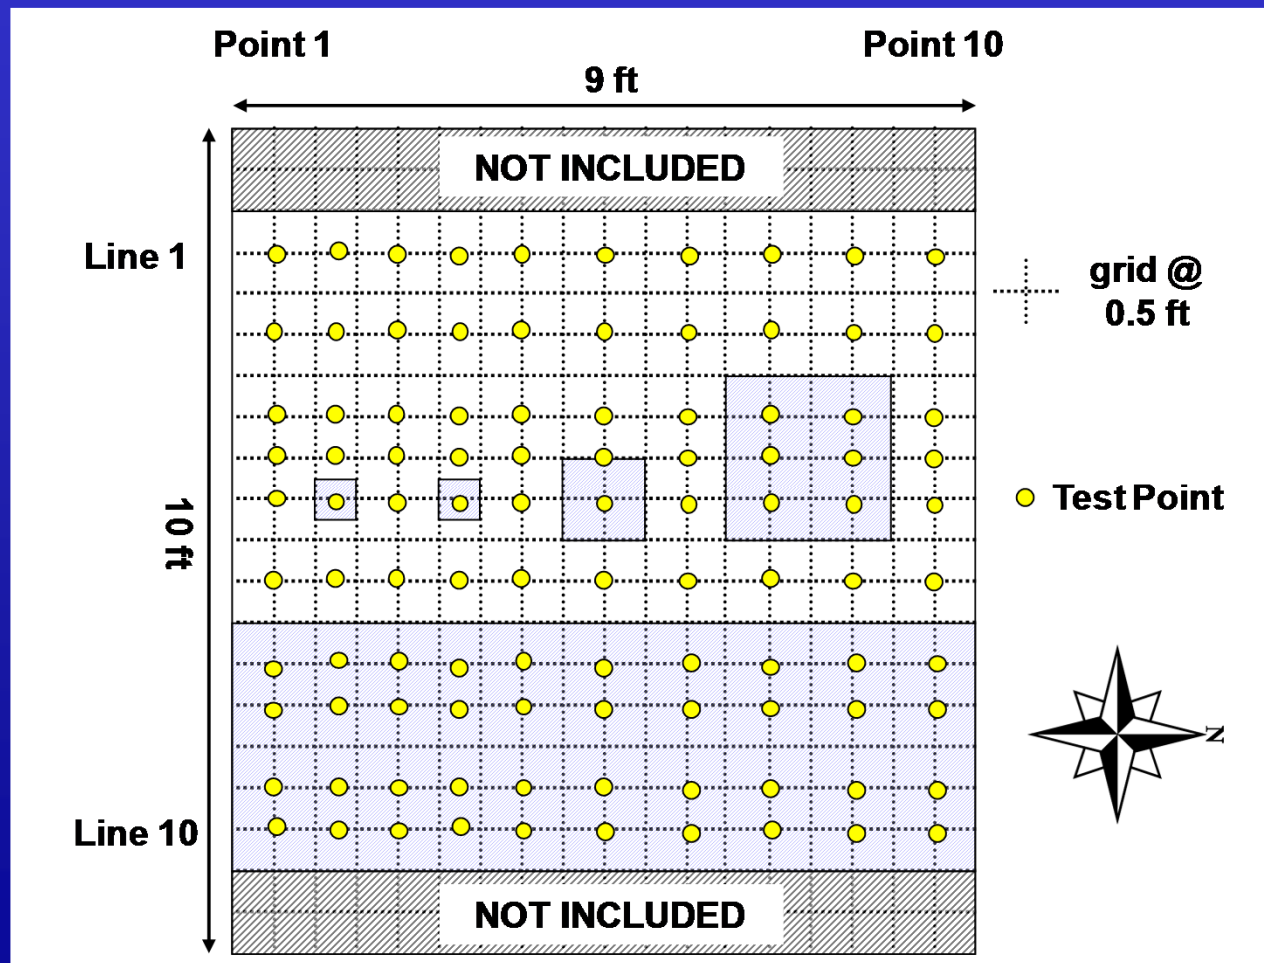 Point 1
Point 10
9 ft
NOT INCLUDED
Line 1
grid @
0.5 ft
10 ft
Test Point
N
Line 10
NOT INCLUDED